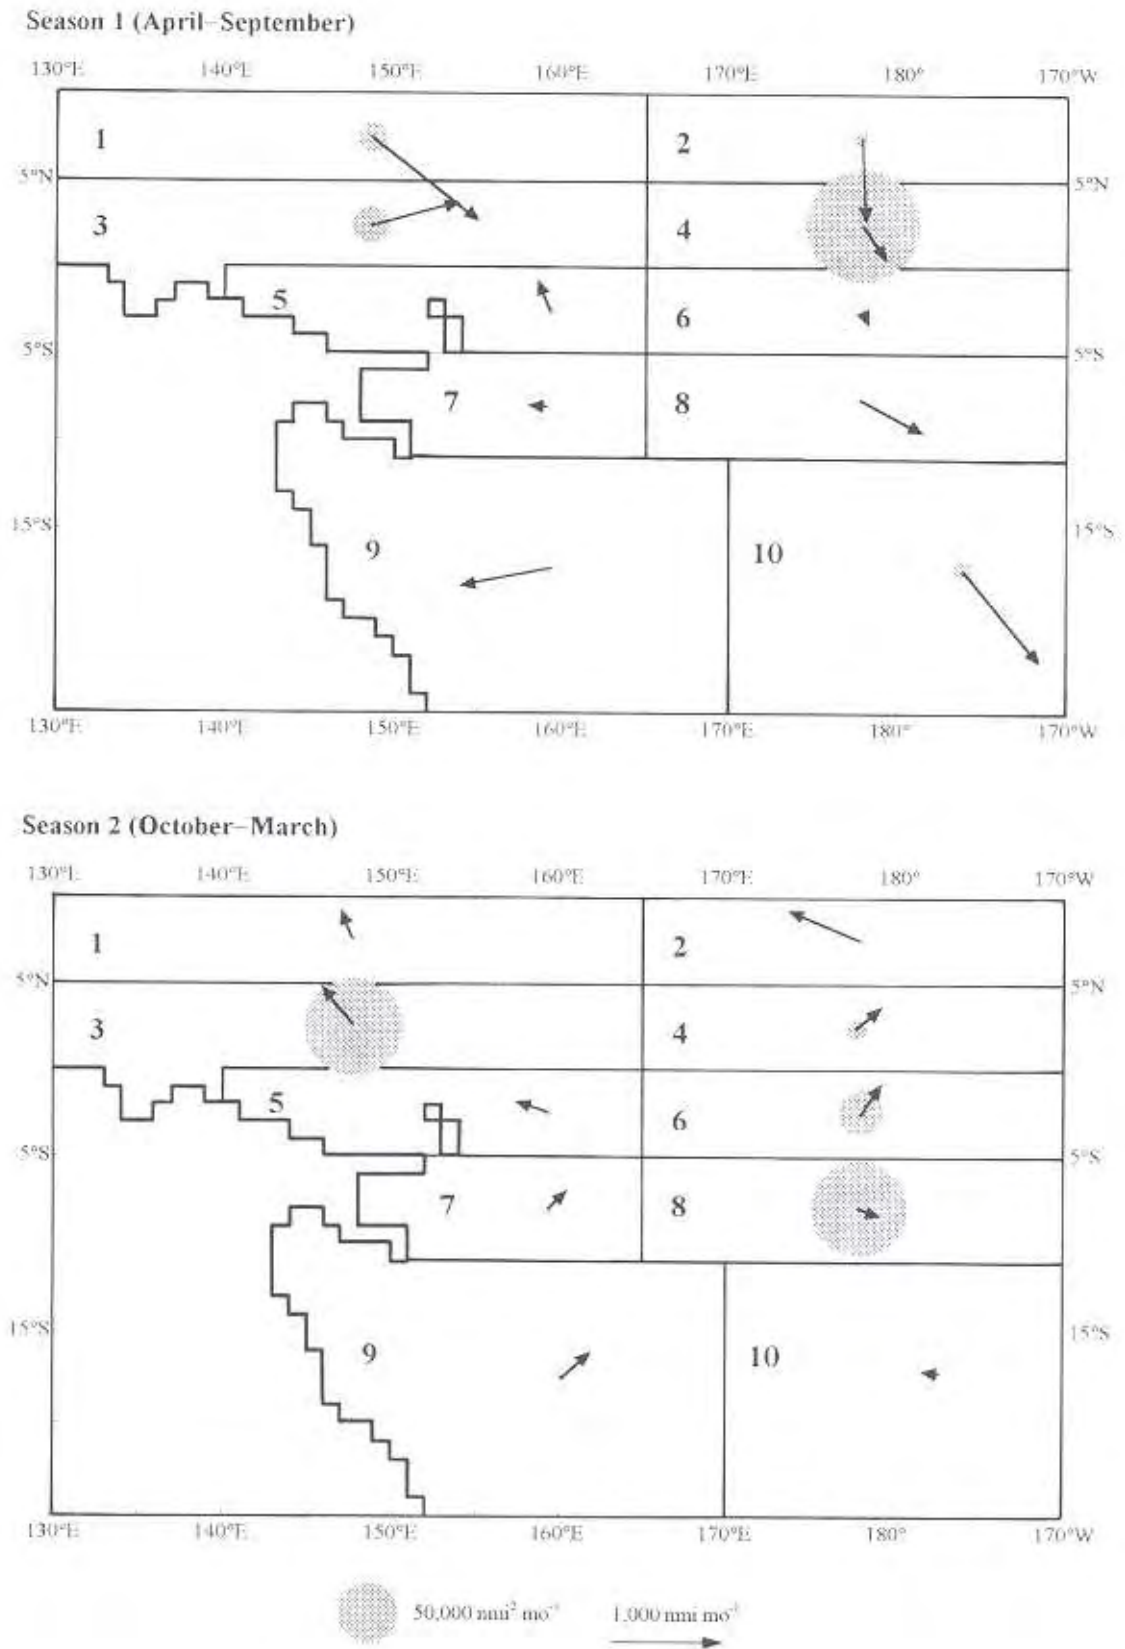 Season 1 (April–September)
130°E 140°E 150°E 160°E 170°E 180° 170°W
1 2
5°N 5°N
3 4
5 6
5°S 5°S
7 8
15°S 15°S
9 10
130°E 140°E 150°E 160°E 170°E 180° 170°W
Season 2 (October–March)
130°E 140°E 150°E 160°E 170°E 180° 170°W
1 2
5°N 5°N
3 4
5 6
5°S 5°S
7 8
15°S 15°S
9 10
130°E 140°E 150°E 160°E 170°E 180° 170°W
50,000 nmi² mo⁻¹ 1,000 nmi mo⁻¹